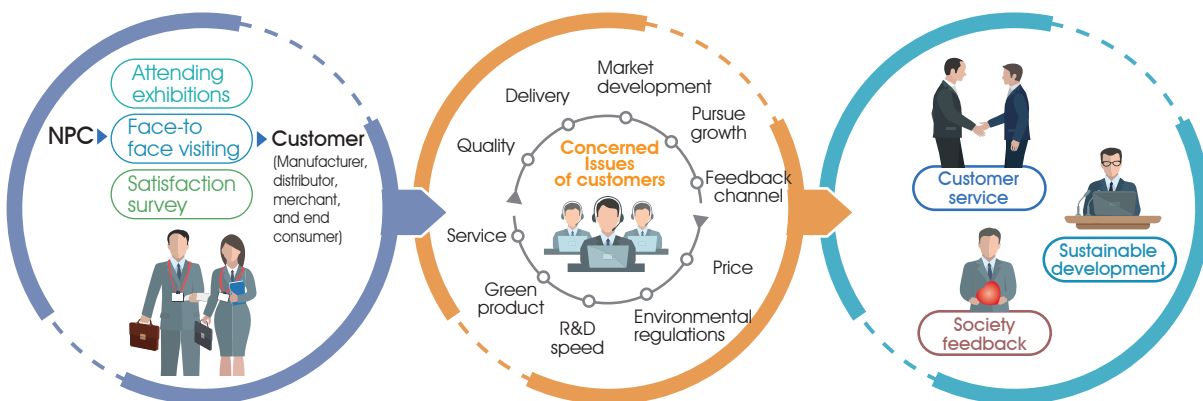 Attending
exhibitions
NPC
Face-to
face visiting
Satisfaction
survey
Customer
(Manufacturer,
distributor,
merchant,
and end
consumer)
Concerned
Issues
of customers
Market
development
Pursue
growth
Feedback
channel
Price
Environmental
regulations
R&D
speed
Green
product
Service
Quality
Delivery
Customer
service
Sustainable
development
Society
feedback